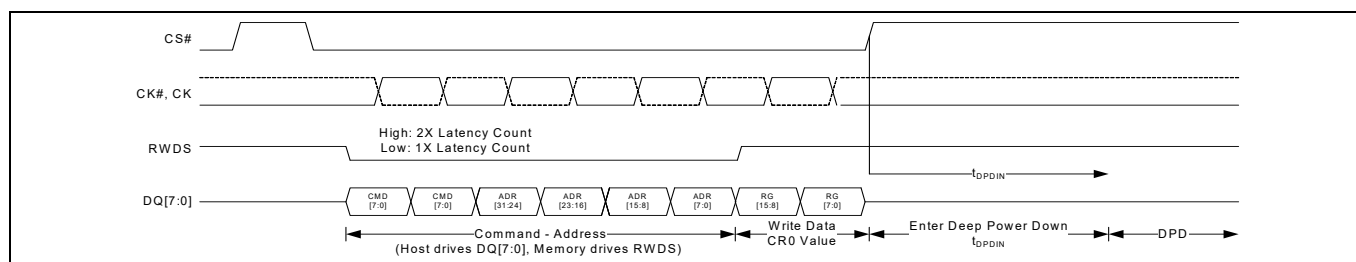 CS#
CK#, CK
High: 2X Latency Count
Low: 1X Latency Count
RWDS
tDPDIN
DQ[7:0]
CMD [7:0] CMD [7:0] ADR [31:24] ADR [23:16] ADR [15:8] ADR [7:0] RG [15:8] RG [7:0]
Command - Address
(Host drives DQ[7:0], Memory drives RWDS)
Write Data
CR0 Value
Enter Deep Power Down
tDPDIN
DPD